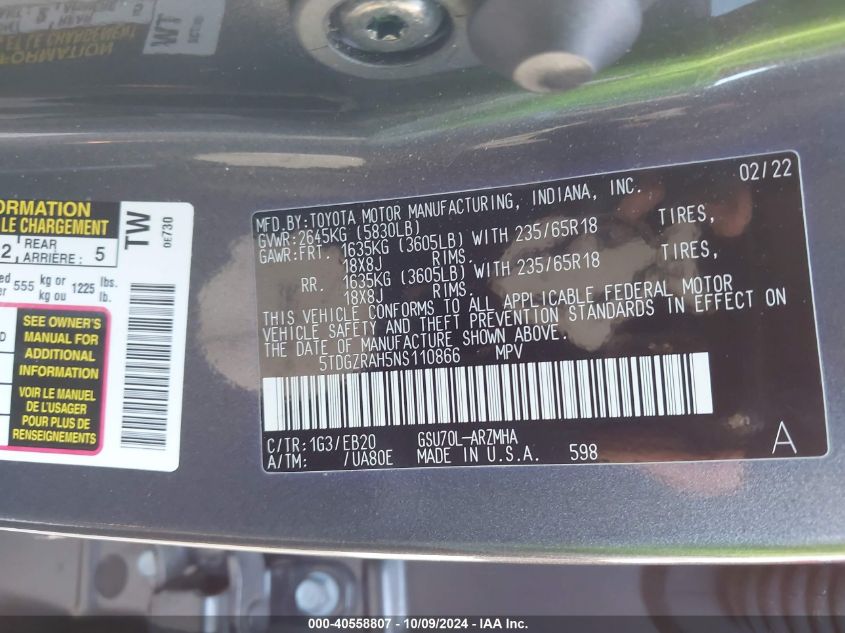 WT
ORMATION
LE CHARGEMENT
2 REAR ARRIÈRE: 5
TW
0E730
ed 555 kg or kg ou 1225 lbs. lb.
SEE OWNER'S
MANUAL FOR
ADDITIONAL
INFORMATION
VOIR LE MANUEL
DE L'USAGER
POUR PLUS DE
RENSEIGNEMENTS
02/22
MFD.BY:TOYOTA MOTOR MANUFACTURING, INDIANA, INC.
GVWR:2645KG (5830LB)
GAWR:FRT. 1635KG (3605LB) WITH 235/65R18 TIRES,
18X8J RIMS.
RR. 1635KG (3605LB) WITH 235/65R18 TIRES,
18X8J RIMS.
THIS VEHICLE CONFORMS TO ALL APPLICABLE FEDERAL MOTOR
VEHICLE SAFETY AND THEFT PREVENTION STANDARDS IN EFFECT ON
THE DATE OF MANUFACTURE SHOWN ABOVE.
5TDGZRAH5NS110866 MPV
C/TR:1G3/EB20 GSU70L-ARZMHA
A/TM: /UA80E MADE IN U.S.A. 598
A
000-40558807 - 10/09/2024 - IAA Inc.